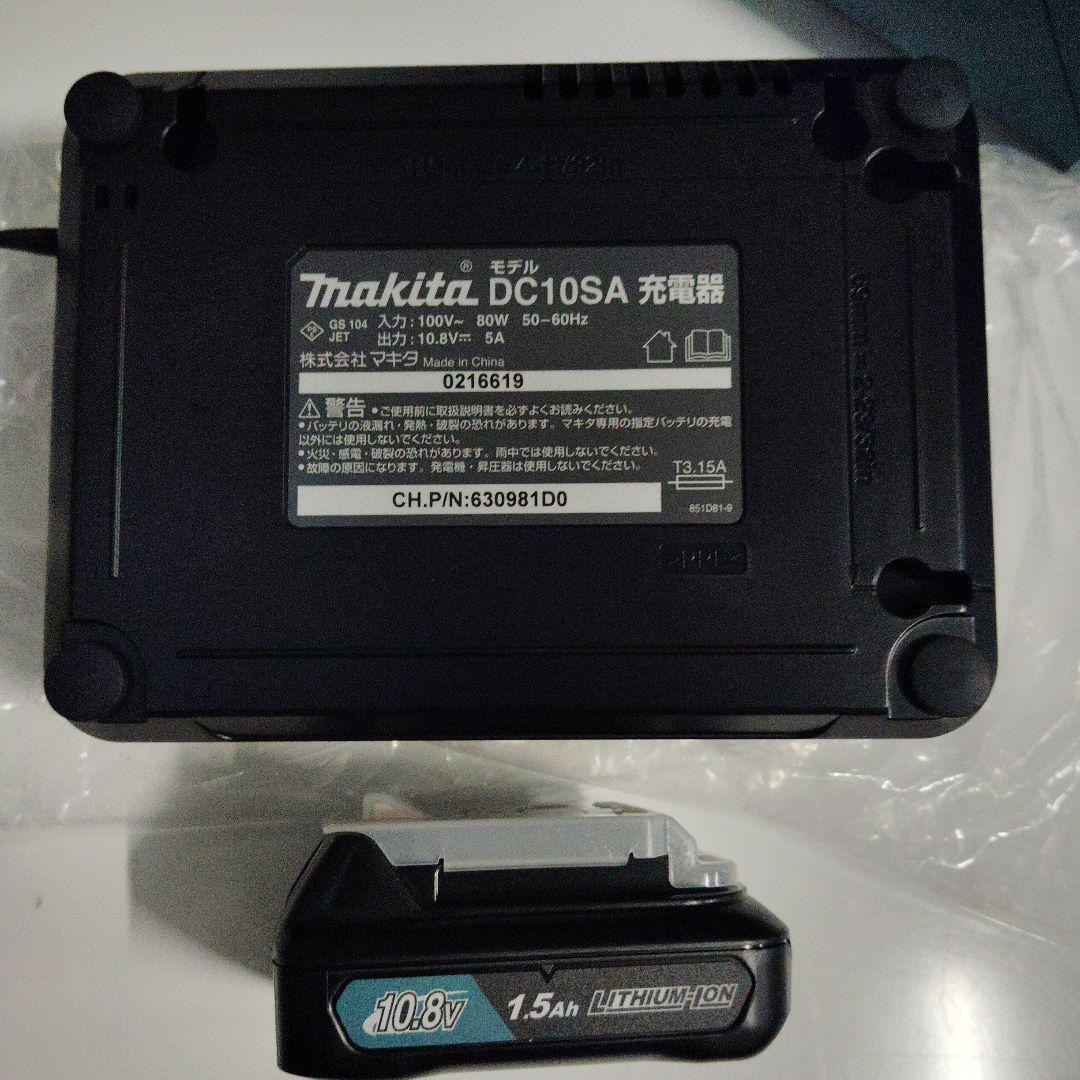 makita® モデル DC10SA 充電器
PS E GS 104 JET
入力:100V~ 80W 50-60Hz
出力:10.8V⎓ 5A
株式会社 マキタ Made in China
0216619
⚠警告 •ご使用前に取扱説明書を必ずよくお読みください。
•バッテリの液漏れ・発熱・破裂の恐れがあります。マキタ専用の指定バッテリの充電
以外には使用しないでください。
•火災・感電・破裂の恐れがあります。雨中では使用しないでください。
•故障の原因になります。発電機・昇圧器は使用しないでください。
T3.15A
CH.P/N:630981D0
851D81-9
10.8V 1.5Ah LITHIUM-ION